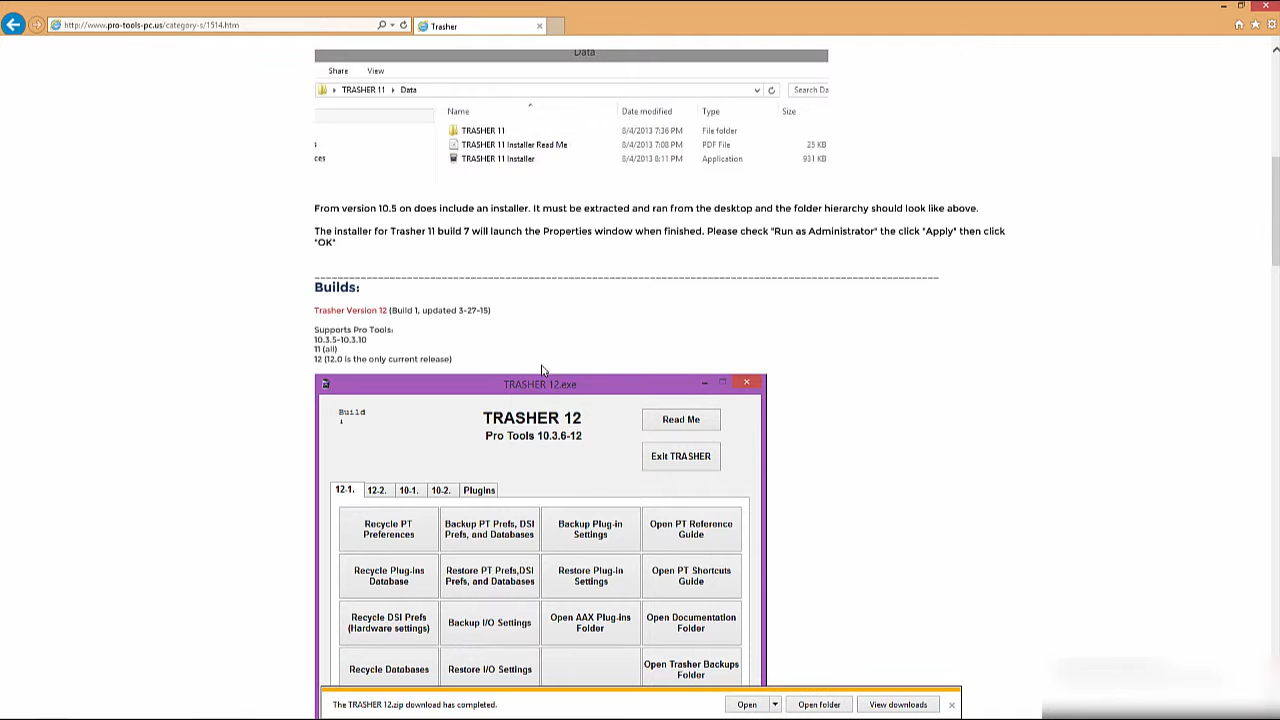 http://www.pro-tools-pc.us/category-s/1514.htm
Trasher
Data
Share View
TRASHER 11 Data
Search Da
Name Date modified Type Size
TRASHER 11 8/4/2013 7:36 PM File folder
TRASHER 11 Installer Read Me 8/4/2013 7:08 PM PDF File 25 KB
ces TRASHER 11 Installer 8/4/2013 8:11 PM Application 931 KB
From version 10.5 on does include an installer. It must be extracted and ran from the desktop and the folder hierarchy should look like above.
The installer for Trasher 11 build 7 will launch the Properties window when finished. Please check "Run as Administrator" the click "Apply" then click
"OK"
Builds:
Trasher Version 12 (Build 1, updated 3-27-15)
Supports Pro Tools:
10.3.5-10.3.10
11 (all)
12 (12.0 is the only current release)
TRASHER 12.exe
Build
1
TRASHER 12
Pro Tools 10.3.6-12
Read Me
Exit TRASHER
12-1. 12-2. 10-1. 10-2. Plugins
Recycle PT
Preferences
Backup PT Prefs, DSI
Prefs, and Databases
Backup Plug-in
Settings
Open PT Reference
Guide
Recycle Plug-ins
Database
Restore PT Prefs,DSI
Prefs, and Databases
Restore Plug-in
Settings
Open PT Shortcuts
Guide
Recycle DSI Prefs
(Hardware settings)
Backup I/O Settings
Open AAX Plug-ins
Folder
Open Documentation
Folder
Recycle Databases
Restore I/O Settings
Open Trasher Backups
Folder
The TRASHER 12.zip download has completed.
Open
Open folder
View downloads